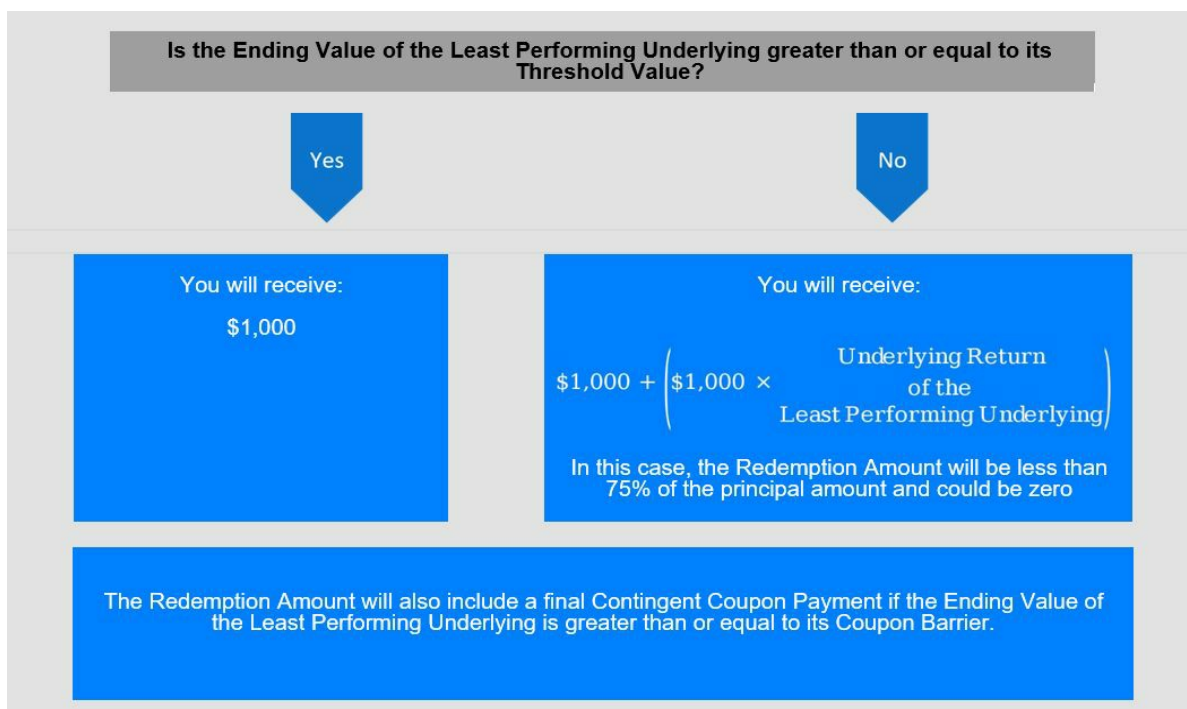 Is the Ending Value of the Least Performing Underlying greater than or equal to its
Threshold Value?
Yes
No
You will receive:
$1,000
You will receive:
$1,000 + ($1,000 × Underlying Return
of the
Least Performing Underlying)
In this case, the Redemption Amount will be less than
75% of the principal amount and could be zero
The Redemption Amount will also include a final Contingent Coupon Payment if the Ending Value of
the Least Performing Underlying is greater than or equal to its Coupon Barrier.